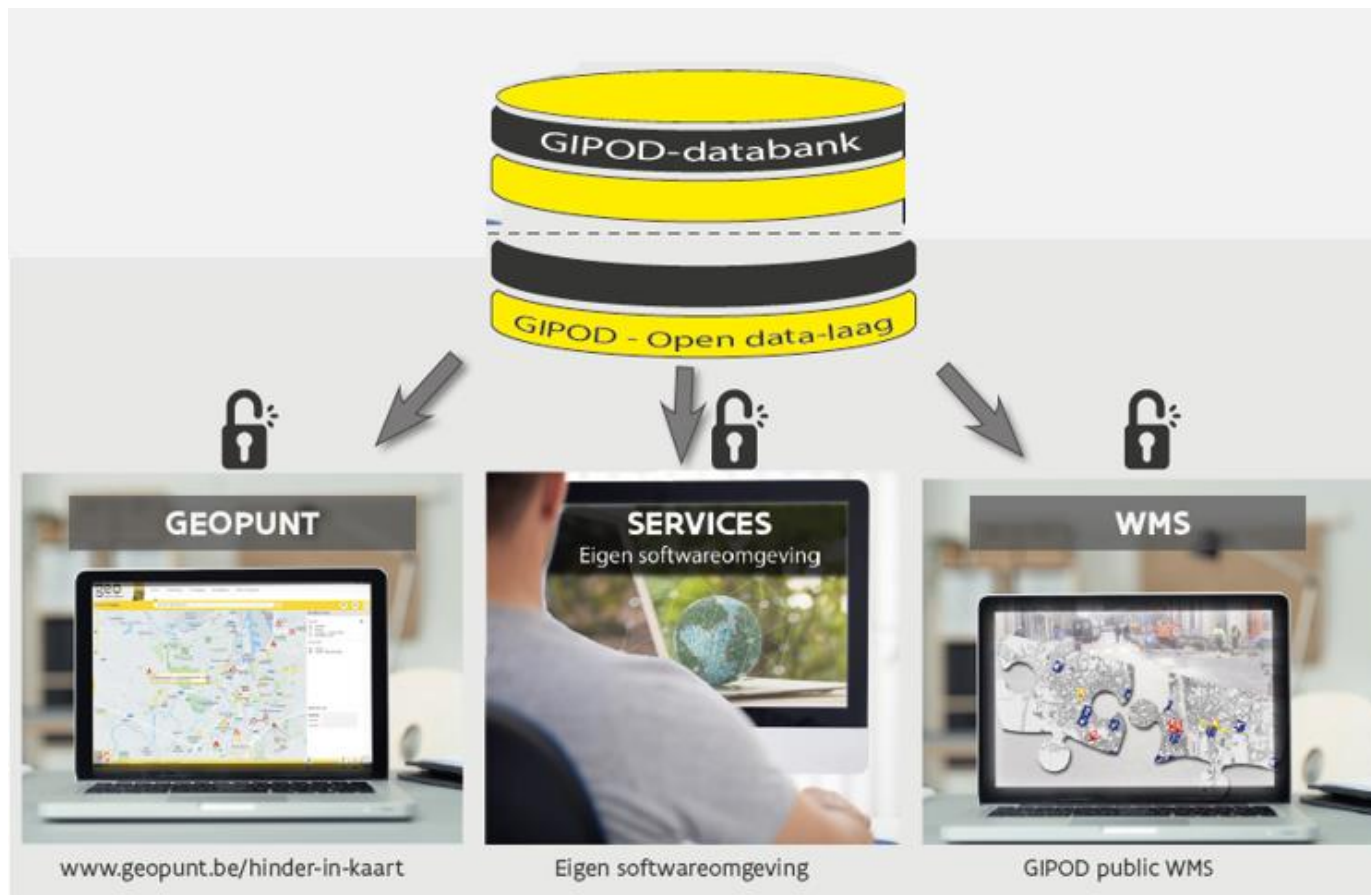 GIPOD-databank
GIPOD - Open data-laag
GEOPUNT
geo
SERVICES
Eigen softwareomgeving
WMS
www.geopunt.be/hinder-in-kaart
Eigen softwareomgeving
GIPOD public WMS